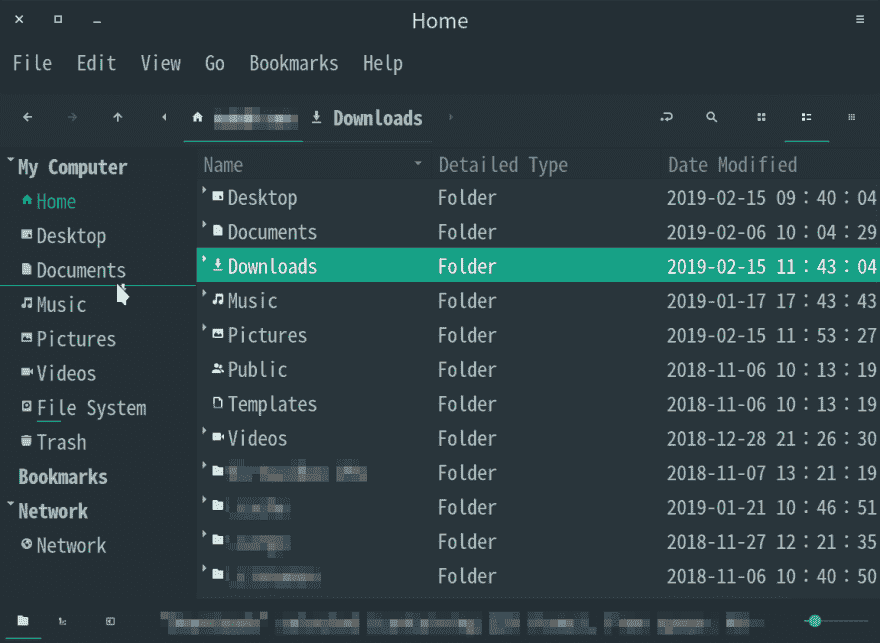 Home
File Edit View Go Bookmarks Help
Downloads
My Computer
Home
Desktop
Documents
Music
Pictures
Videos
File System
Trash
Bookmarks
Network
Network
Name Detailed Type Date Modified
Desktop Folder 2019-02-15 09:40:04
Documents Folder 2019-02-06 10:04:29
Downloads Folder 2019-02-15 11:43:04
Music Folder 2019-01-17 17:43:43
Pictures Folder 2019-02-15 11:53:27
Public Folder 2018-11-06 10:13:19
Templates Folder 2018-11-06 10:13:19
Videos Folder 2018-12-28 21:26:30
Folder 2018-11-07 13:21:19
Folder 2019-01-21 10:46:51
Folder 2018-11-27 12:21:35
Folder 2018-11-06 10:40:50